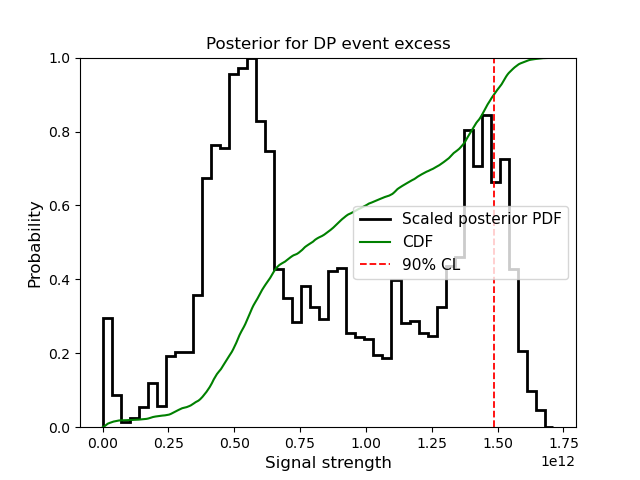 Posterior for DP event excess
Probability
1.0
0.8
0.6
0.4
0.2
0.0
Scaled posterior PDF
CDF
90% CL
0.00 0.25 0.50 0.75 1.00 1.25 1.50 1.75
1e12
Signal strength